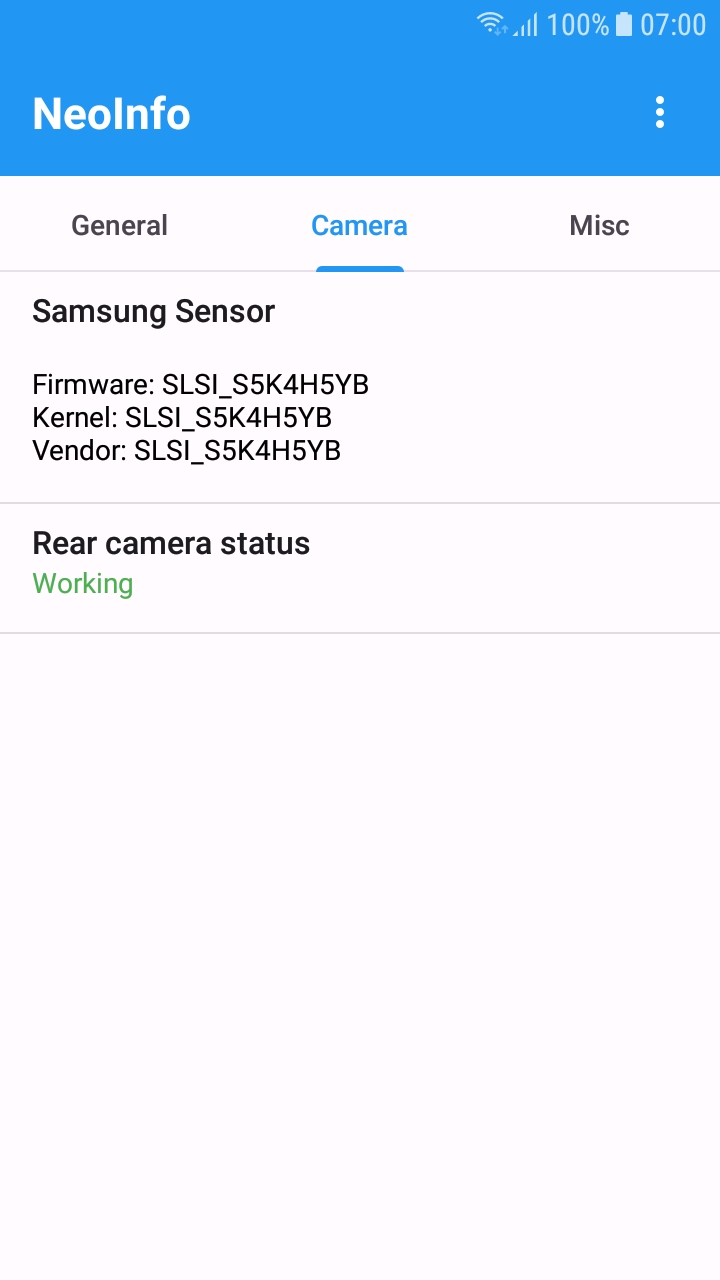 100% 07:00
NeoInfo
General Camera Misc
Samsung Sensor
Firmware: SLSI_S5K4H5YB
Kernel: SLSI_S5K4H5YB
Vendor: SLSI_S5K4H5YB
Rear camera status
Working